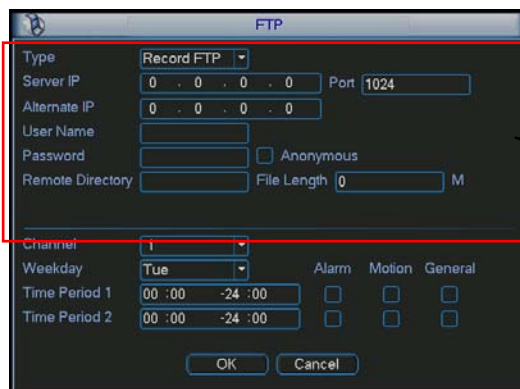 FTP
Type Record FTP
Server IP 0 . 0 . 0 . 0 Port 1024
Alternate IP 0 . 0 . 0 . 0
User Name
Password Anonymous
Remote Directory File Length 0 M
Channel 1
Weekday Tue Alarm Motion General
Time Period 1 00 :00 -24 :00
Time Period 2 00 :00 -24 :00
OK Cancel